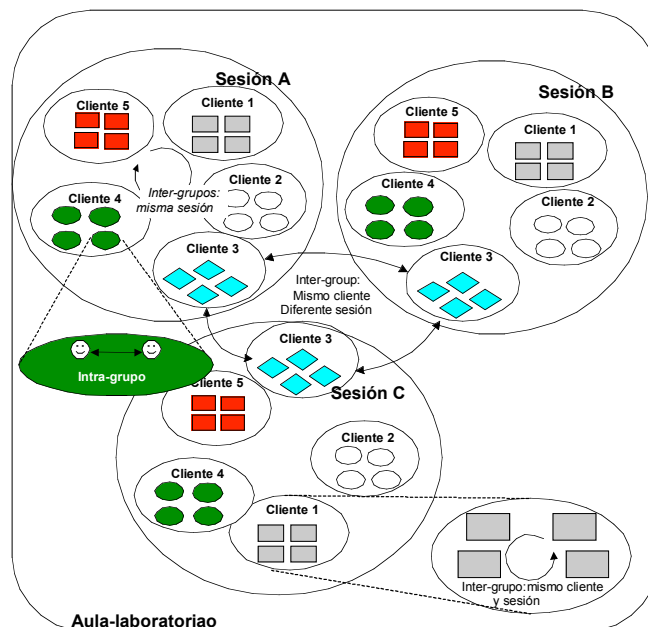 Sesión A
Cliente 5
Cliente 1
Cliente 2
Inter-grupos:
misma sesión
Cliente 4
Cliente 3
Sesión B
Cliente 5
Cliente 1
Cliente 4
Cliente 2
Cliente 3
Inter-group:
Mismo cliente
Diferente sesión
Intra-grupo
Cliente 3
Cliente 5
Sesión C
Cliente 2
Cliente 4
Cliente 1
Inter-grupo:mismo cliente
y sesión
Aula-laboratoriao